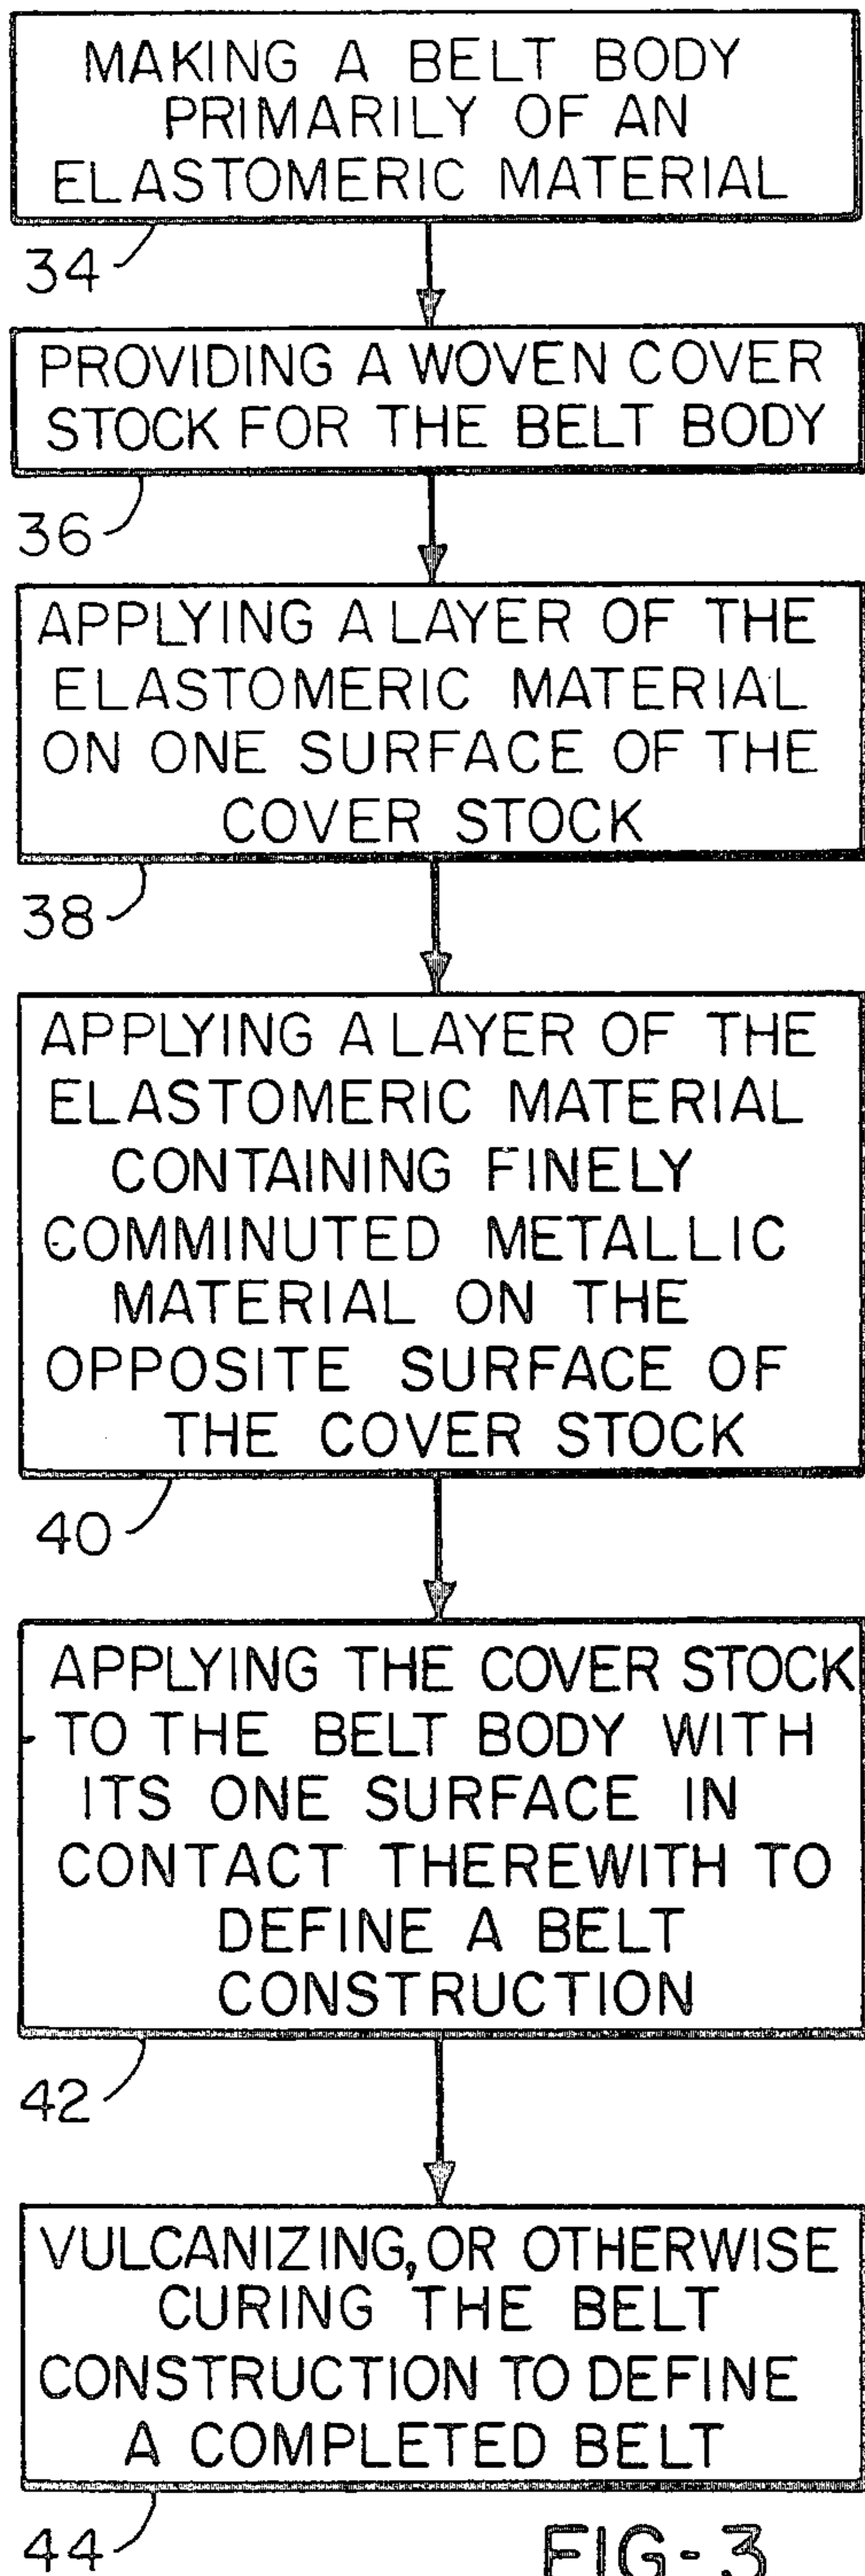 MAKING A BELT BODY
PRIMARILY OF AN
ELASTOMERIC MATERIAL
34
PROVIDING A WOVEN COVER
STOCK FOR THE BELT BODY
36
APPLYING A LAYER OF THE
ELASTOMERIC MATERIAL
ON ONE SURFACE OF THE
COVER STOCK
38
APPLYING A LAYER OF THE
ELASTOMERIC MATERIAL
CONTAINING FINELY
COMMINUTED METALLIC
MATERIAL ON THE
OPPOSITE SURFACE OF
THE COVER STOCK
40
APPLYING THE COVER STOCK
TO THE BELT BODY WITH
ITS ONE SURFACE IN
CONTACT THEREWITH TO
DEFINE A BELT
CONSTRUCTION
42
VULCANIZING, OR OTHERWISE
CURING THE BELT
CONSTRUCTION TO DEFINE
A COMPLETED BELT
44
FIG-3